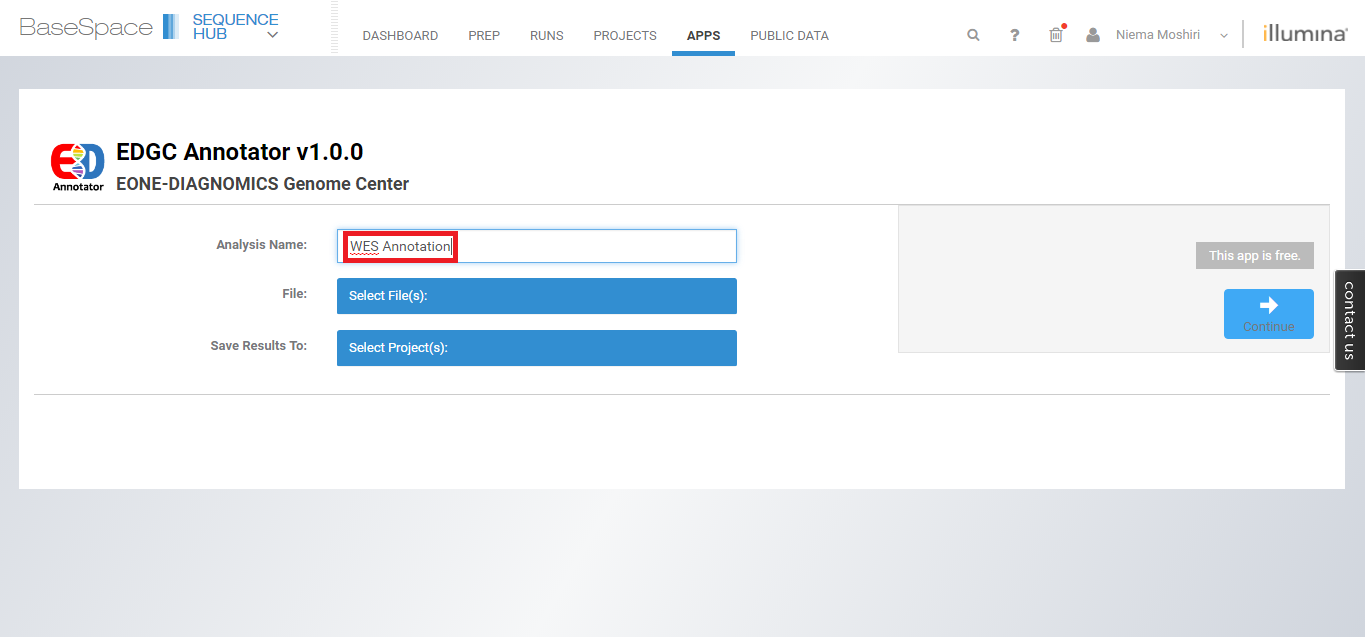 BaseSpace SEQUENCE HUB
DASHBOARD PREP RUNS PROJECTS APPS PUBLIC DATA
? Niema Moshiri illumina®
E D
Annotator
EDGC Annotator v1.0.0
EONE-DIAGNOMICS Genome Center
Analysis Name: WES Annotation
This app is free.
File: Select File(s):
Continue
Save Results To: Select Project(s):
contact us